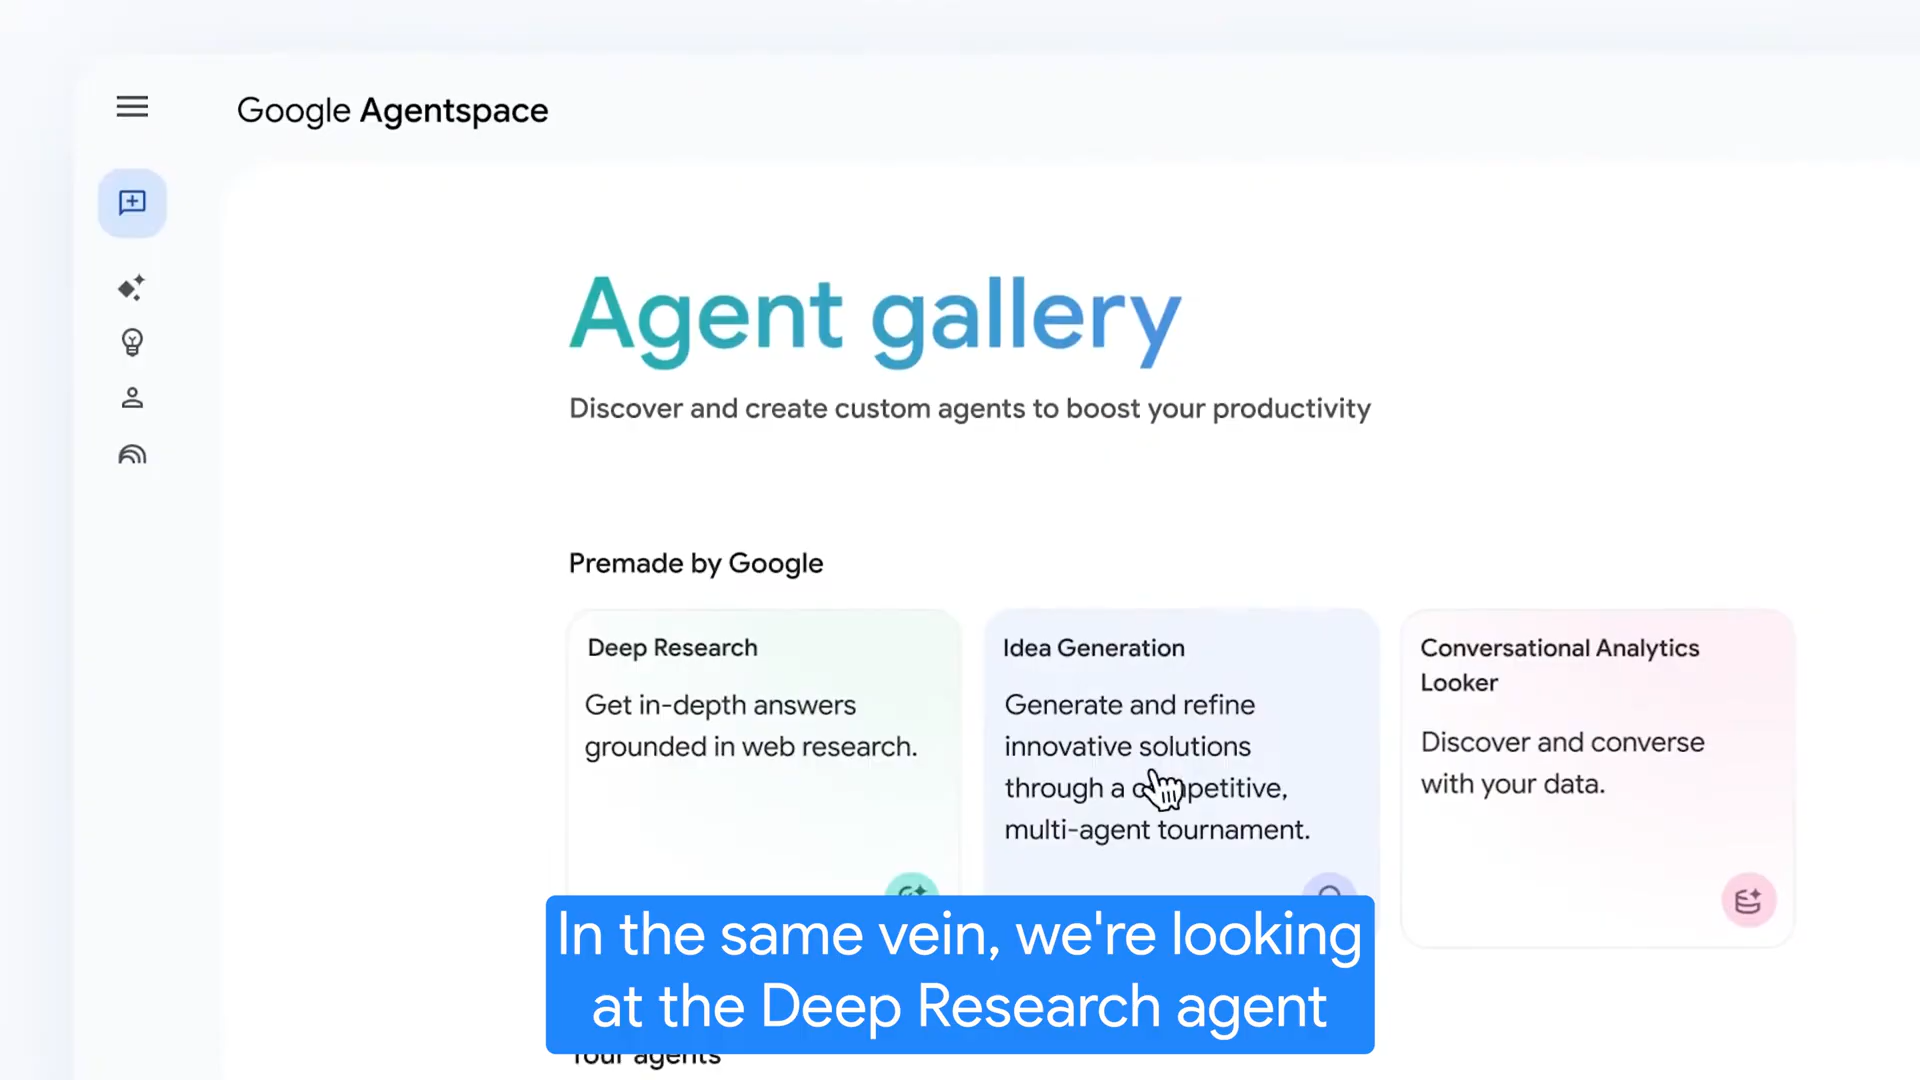 Google Agentspace
Agent gallery
Discover and create custom agents to boost your productivity
Premade by Google
Deep Research
Get in-depth answers
grounded in web research.
Idea Generation
Generate and refine
innovative solutions
through a competitive,
multi-agent tournament.
Conversational Analytics
Looker
Discover and converse
with your data.
In the same vein, we're looking
at the Deep Research agent
Your agents